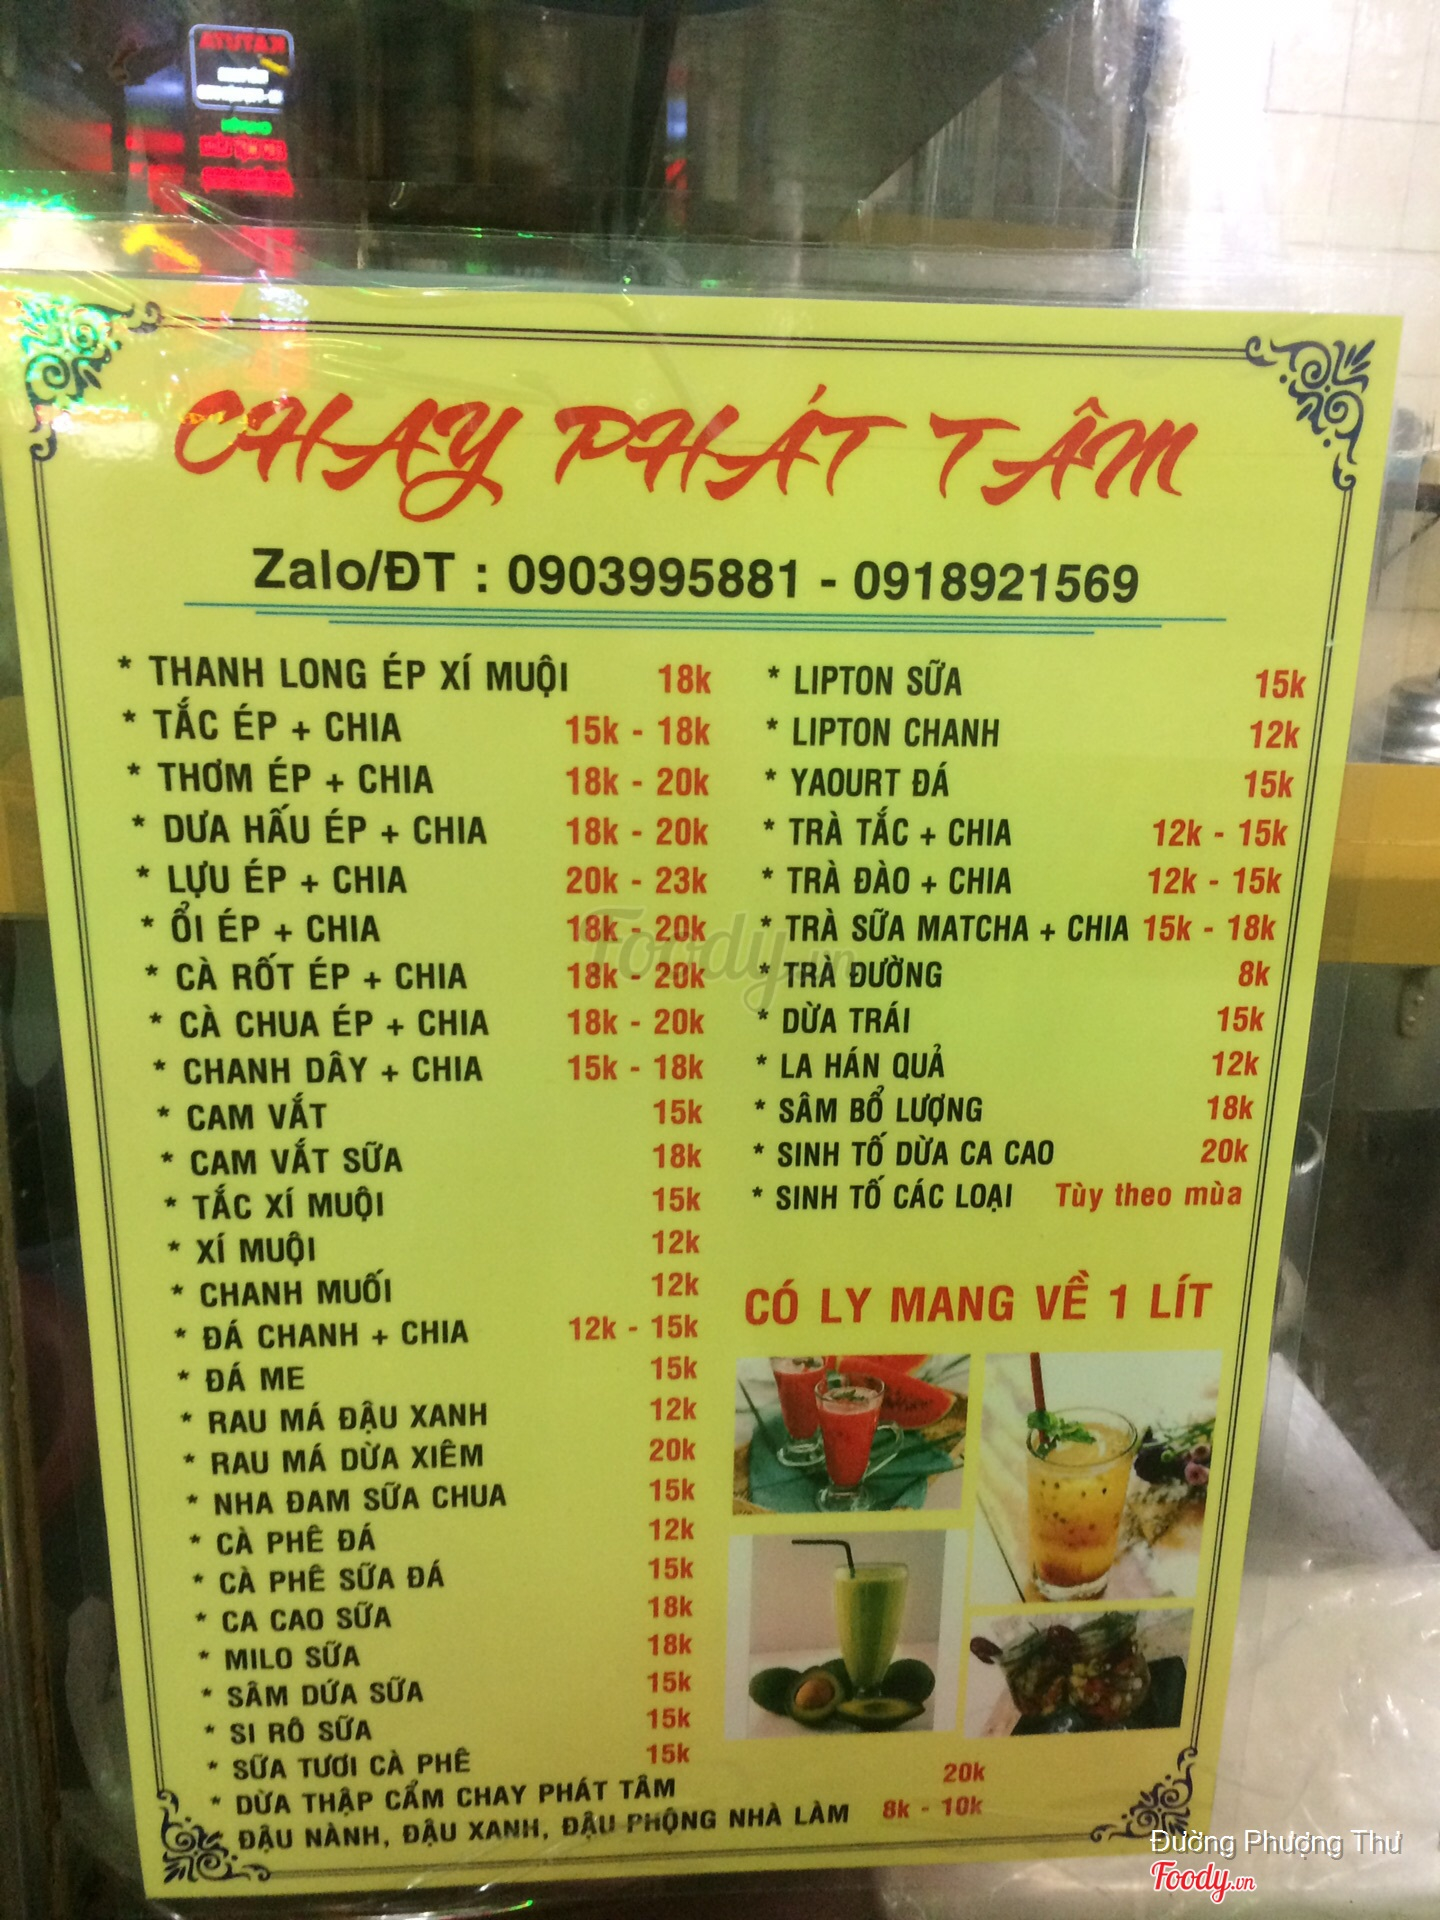 CHAY PHÁT TÂM
Zalo/ĐT : 0903995881 - 0918921569
* THANH LONG ÉP XÍ MUỘI 18k
* TẮC ÉP + CHIA 15k - 18k
* THƠM ÉP + CHIA 18k - 20k
* DƯA HẤU ÉP + CHIA 18k - 20k
* LỰU ÉP + CHIA 20k - 23k
* ỔI ÉP + CHIA 18k - 20k
* CÀ RỐT ÉP + CHIA 18k - 20k
* CÀ CHUA ÉP + CHIA 18k - 20k
* CHANH DÂY + CHIA 15k - 18k
* CAM VẮT 15k
* CAM VẮT SỮA 18k
* TẮC XÍ MUỘI 15k
* XÍ MUỘI 12k
* CHANH MUỐI 12k
* ĐÁ CHANH + CHIA 12k - 15k
* ĐÁ ME 15k
* RAU MÁ ĐẬU XANH 12k
* RAU MÁ DỪA XIÊM 20k
* NHA ĐAM SỮA CHUA 15k
* CÀ PHÊ ĐÁ 12k
* CÀ PHÊ SỮA ĐÁ 15k
* CA CAO SỮA 18k
* MILO SỮA 18k
* SÂM DỨA SỮA 15k
* SI RÔ SỮA 15k
* SỮA TƯƠI CÀ PHÊ 15k
* DỪA THẬP CẨM CHAY PHÁT TÂM 20k
ĐẬU NÀNH, ĐẬU XANH, ĐẬU PHỘNG NHÀ LÀM 8k - 10k
* LIPTON SỮA 15k
* LIPTON CHANH 12k
* YAOURT ĐÁ 15k
* TRÀ TẮC + CHIA 12k - 15k
* TRÀ ĐÀO + CHIA 12k - 15k
* TRÀ SỮA MATCHA + CHIA 15k - 18k
* TRÀ ĐƯỜNG 8k
* DỪA TRÁI 15k
* LA HÁN QUẢ 12k
* SÂM BỔ LƯỢNG 18k
* SINH TỐ DỪA CA CAO 20k
* SINH TỐ CÁC LOẠI Tùy theo mùa
CÓ LY MANG VỀ 1 LÍT
Foody.vn
Đường Phượng Thư
Foody.vn